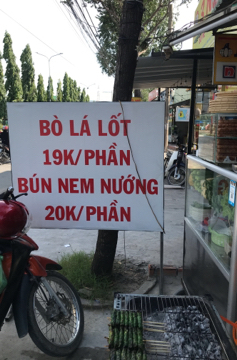 BÒ LÁ LỐT
19K/PHẦN
BÚN NEM NƯỚNG
20K/PHẦN